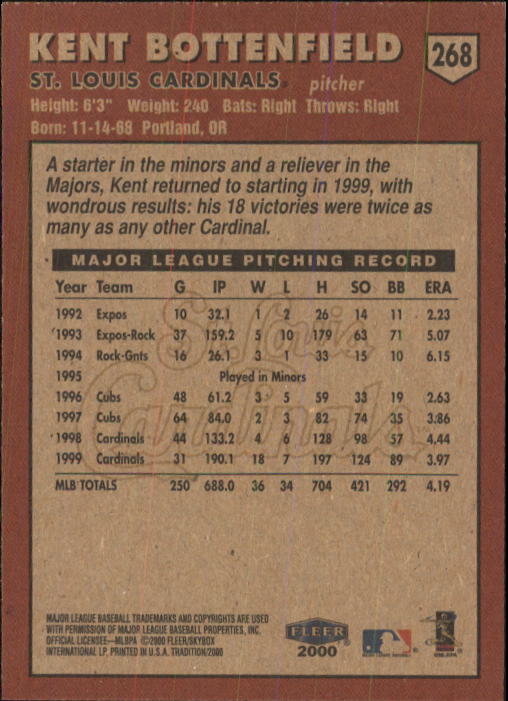 KENT BOTTENFIELD
268
ST. LOUIS CARDINALS® pitcher
Height: 6'3" Weight: 240 Bats: Right Throws: Right
Born: 11-14-68 Portland, OR
A starter in the minors and a reliever in the
Majors, Kent returned to starting in 1999, with
wondrous results: his 18 victories were twice as
many as any other Cardinal.
MAJOR LEAGUE PITCHING RECORD
Year Team G IP W L H SO BB ERA
1992 Expos 10 32.1 1 2 26 14 11 2.23
1993 Expos-Rock 37 159.2 5 10 179 63 71 5.07
1994 Rock-Gnts 16 26.1 3 1 33 15 10 6.15
1995 Played in Minors
1996 Cubs 48 61.2 3 5 59 33 19 2.63
1997 Cubs 64 84.0 2 3 82 74 35 3.86
1998 Cardinals 44 133.2 4 6 128 98 57 4.44
1999 Cardinals 31 190.1 18 7 197 124 89 3.97
MLB TOTALS 250 688.0 36 34 704 421 292 4.19
St. Louis
Cardinals
MAJOR LEAGUE BASEBALL TRADEMARKS AND COPYRIGHTS ARE USED
WITH PERMISSION OF MAJOR LEAGUE BASEBALL PROPERTIES, INC.
OFFICIAL LICENSEE—MLBPA ©2000 FLEER/SKYBOX
INTERNATIONAL LP. PRINTED IN U.S.A. TRADITION/2000
FLEER
2000